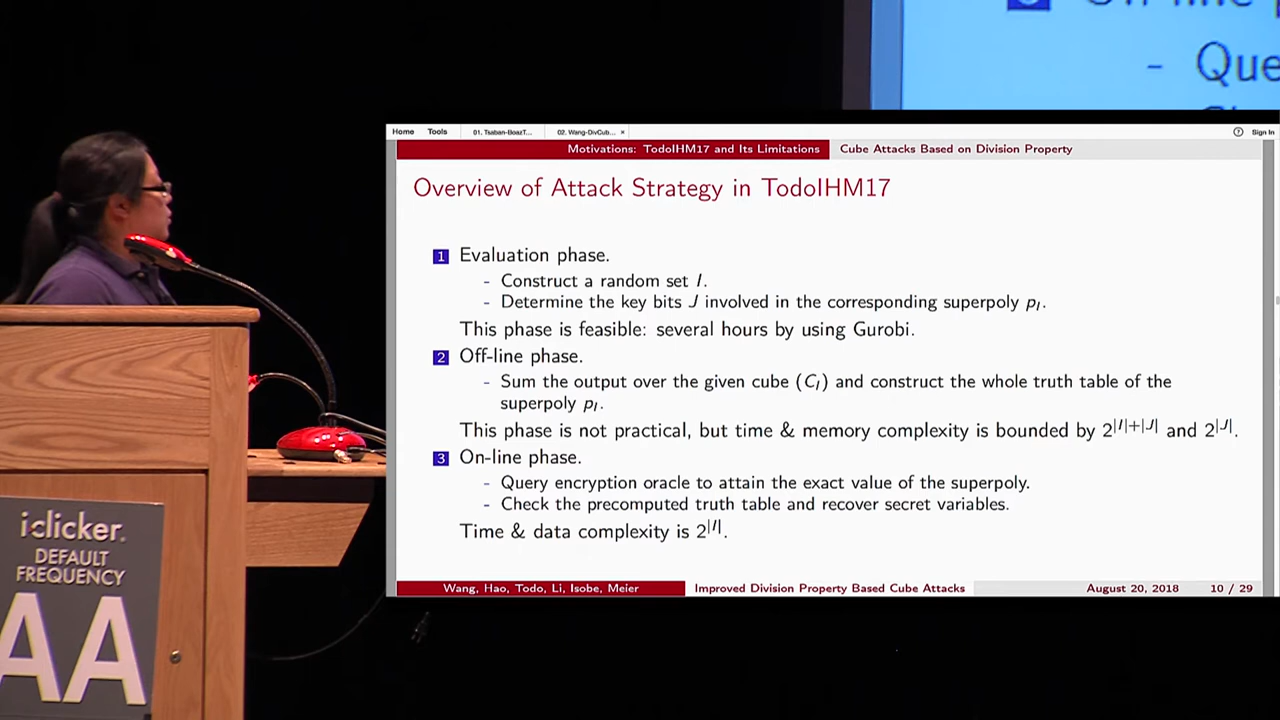 Que
Home Tools 01. Tsaban-BoazT... 02. Wang-DivCub... × ? Sign In
Motivations: TodoIHM17 and Its Limitations Cube Attacks Based on Division Property
Overview of Attack Strategy in TodoIHM17
1 Evaluation phase.
- Construct a random set I.
- Determine the key bits J involved in the corresponding superpoly p_I.
This phase is feasible: several hours by using Gurobi.
2 Off-line phase.
- Sum the output over the given cube (C_I) and construct the whole truth table of the
superpoly p_I.
This phase is not practical, but time & memory complexity is bounded by 2^{|I|+|J|} and 2^{|J|}.
3 On-line phase.
- Query encryption oracle to attain the exact value of the superpoly.
- Check the precomputed truth table and recover secret variables.
Time & data complexity is 2^{|I|}.
Wang, Hao, Todo, Li, Isobe, Meier Improved Division Property Based Cube Attacks August 20, 2018 10 / 29
iclicker.
DEFAULT
FREQUENCY
AA